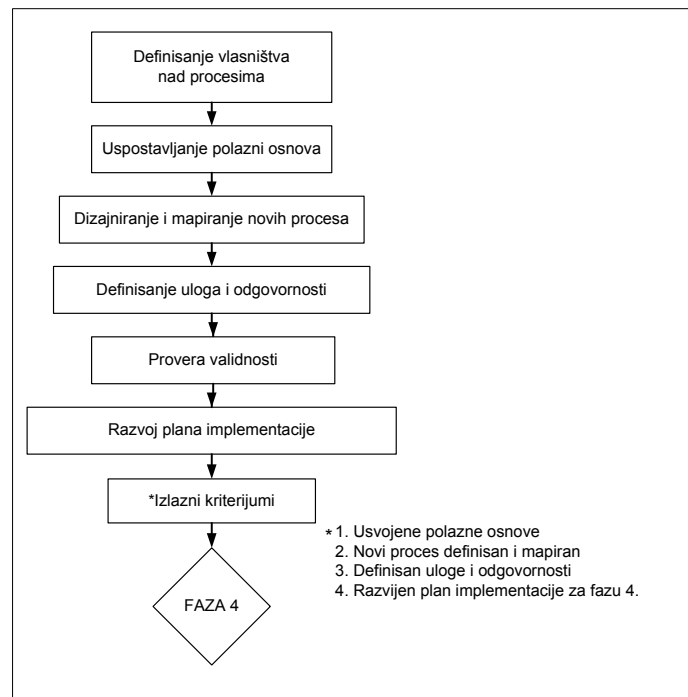 Definisanje vlasništva
nad procesima
Uspostavljanje polazni osnova
Dizajniranje i mapiranje novih procesa
Definisanje uloga i odgovornosti
Provera validnosti
Razvoj plana implementacije
*Izlazni kriterijumi
* 1. Usvojene polazne osnove
2. Novi proces definisan i mapiran
3. Definisan uloge i odgovornosti
4. Razvijen plan implementacije za fazu 4.
FAZA 4